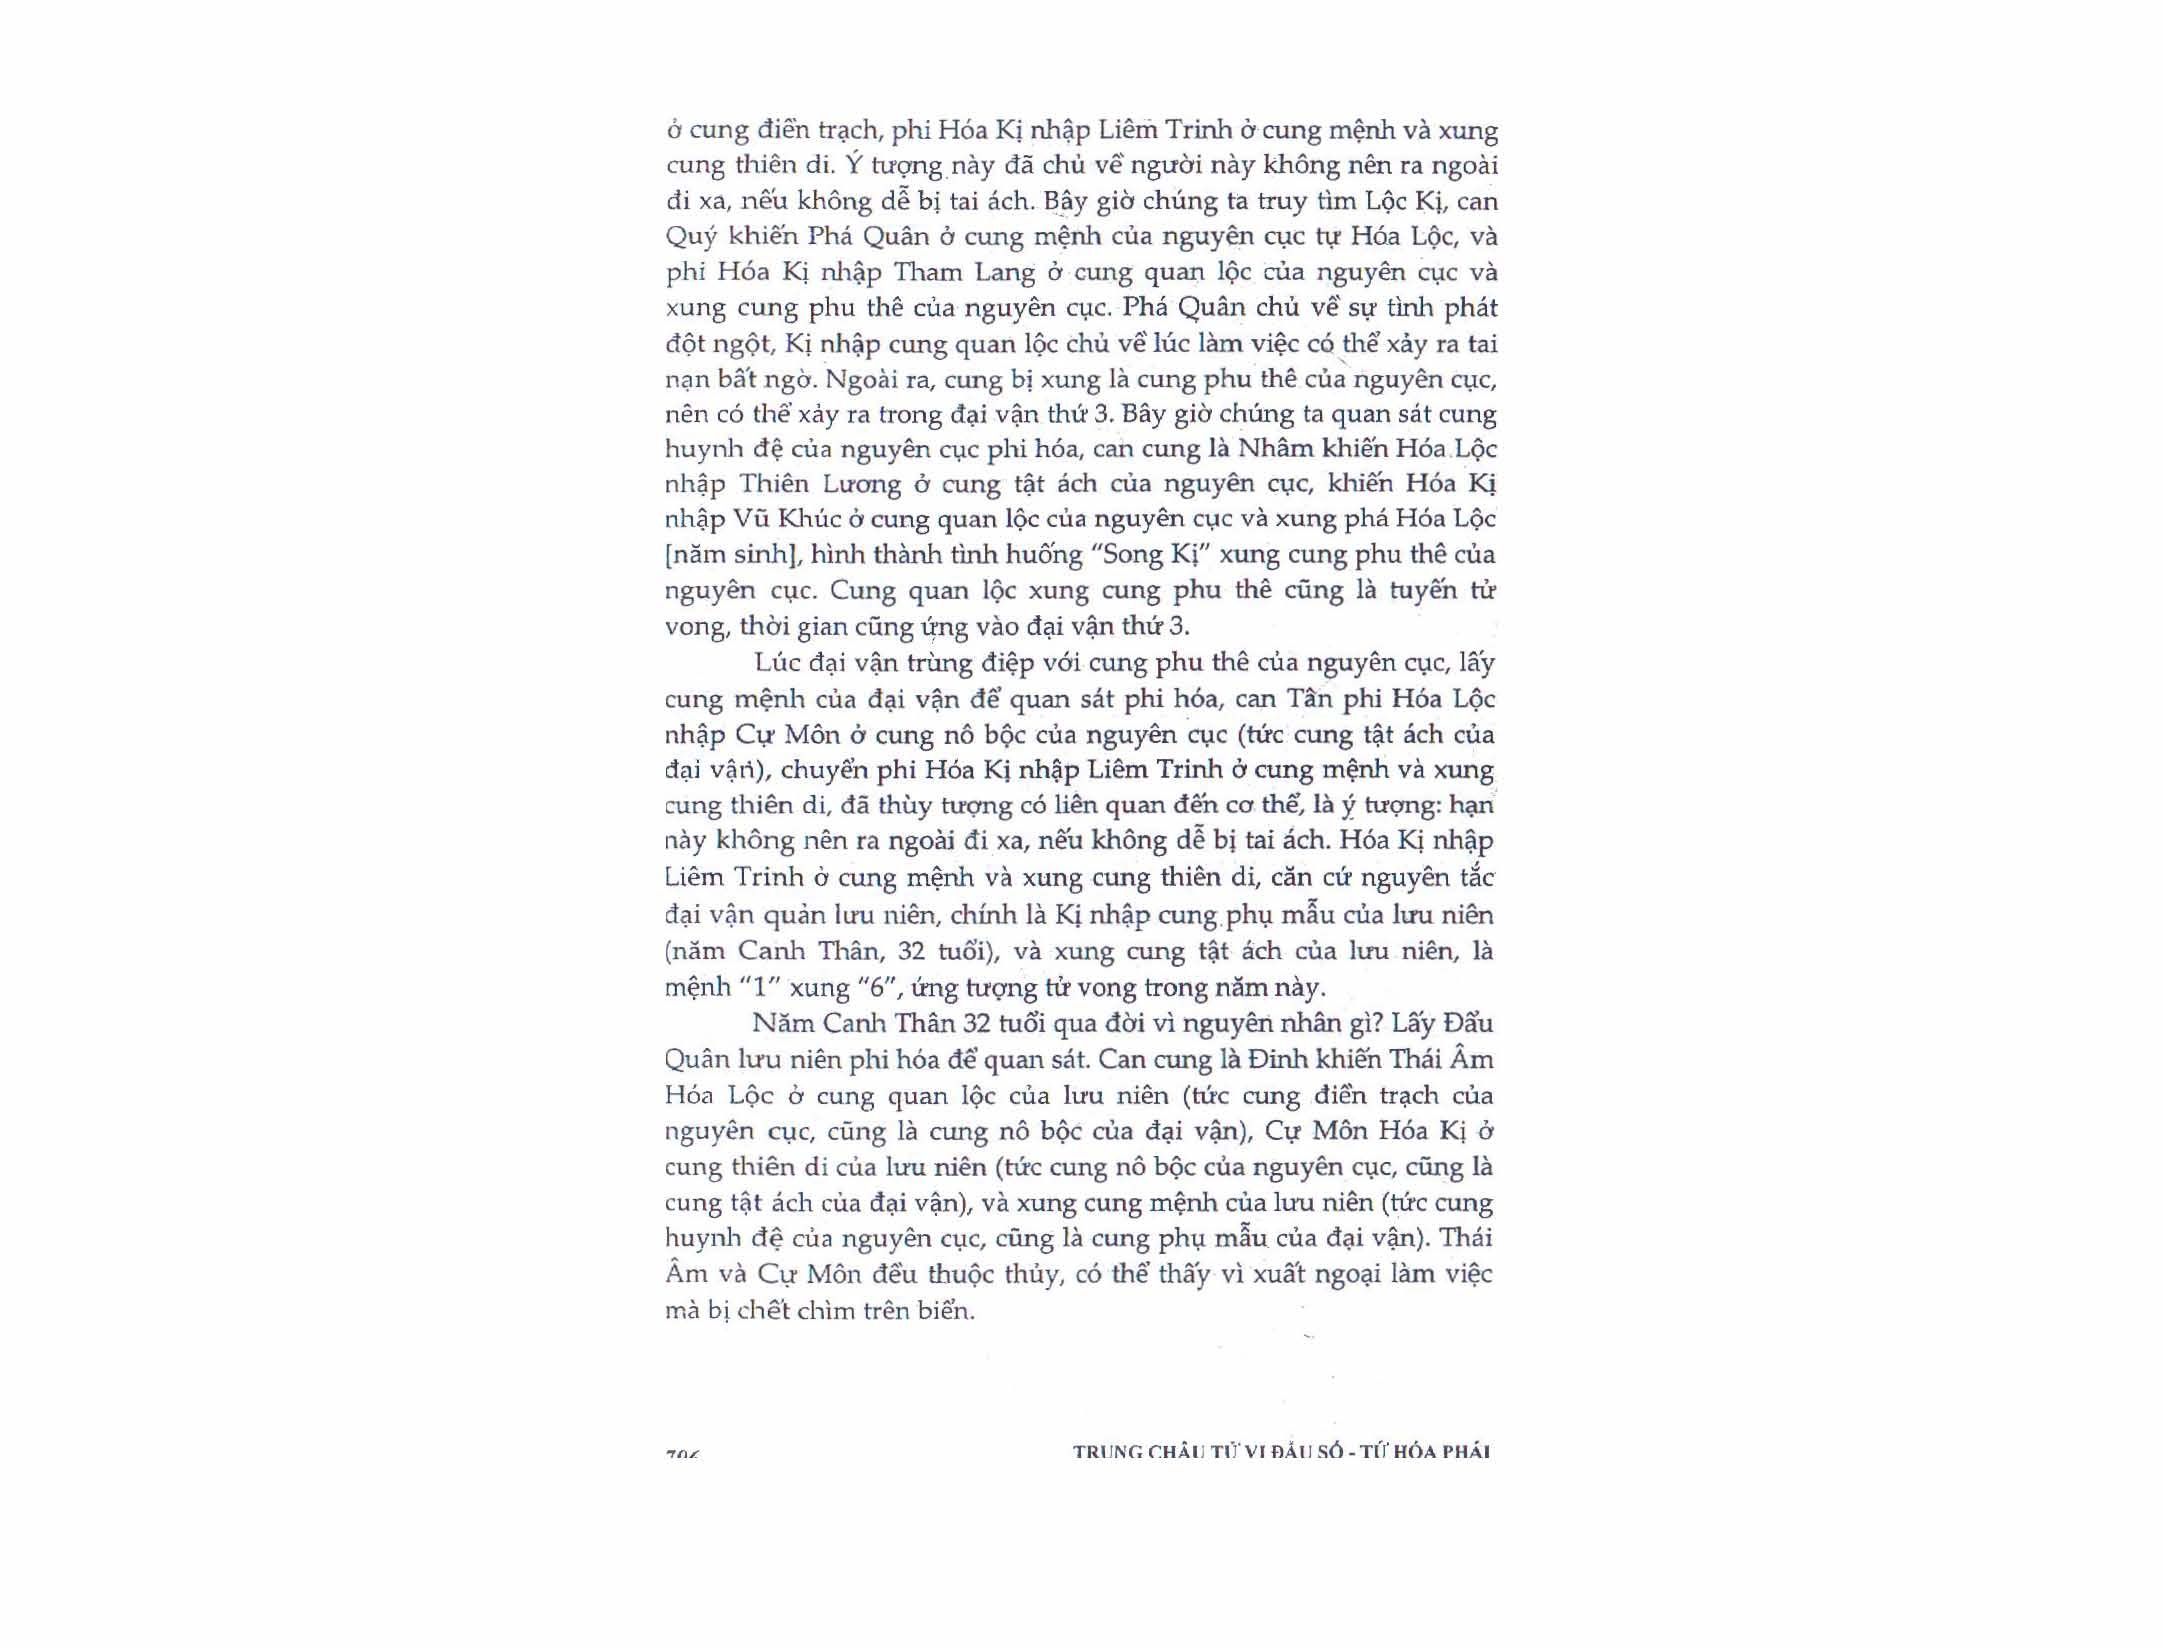 ở cung điền trạch, phi Hóa Kị nhập Liêm Trinh ở cung mệnh và xung
cung thiên di. Ý tượng này đã chủ về người này không nên ra ngoài
đi xa, nếu không dễ bị tai ách. Bây giờ chúng ta truy tìm Lộc Kị, can
Quý khiến Phá Quân ở cung mệnh của nguyên cục tự Hóa Lộc, và
phi Hóa Kị nhập Tham Lang ở cung quan lộc của nguyên cục và
xung cung phu thê của nguyên cục. Phá Quân chủ về sự tình phát
đột ngột, Kị nhập cung quan lộc chủ về lúc làm việc có thể xảy ra tai
nạn bất ngờ. Ngoài ra, cung bị xung là cung phu thê của nguyên cục,
nên có thể xảy ra trong đại vận thứ 3. Bây giờ chúng ta quan sát cung
huynh đệ của nguyên cục phi hóa, can cung là Nhâm khiến Hóa Lộc
nhập Thiên Lương ở cung tật ách của nguyên cục, khiến Hóa Kị
nhập Vũ Khúc ở cung quan lộc của nguyên cục và xung phá Hóa Lộc
[năm sinh], hình thành tình huống "Song Kị" xung cung phu thê của
nguyên cục. Cung quan lộc xung cung phu thê cũng là tuyến tử
vong, thời gian cũng ứng vào đại vận thứ 3.
Lúc đại vận trùng điệp với cung phu thê của nguyên cục, lấy
cung mệnh của đại vận để quan sát phi hóa, can Tân phi Hóa Lộc
nhập Cự Môn ở cung nô bộc của nguyên cục (tức cung tật ách của
đại vận), chuyển phi Hóa Kị nhập Liêm Trinh ở cung mệnh và xung
cung thiên di, đã thùy tượng có liên quan đến cơ thể, là ý tượng: hạn
này không nên ra ngoài đi xa, nếu không dễ bị tai ách. Hóa Kị nhập
Liêm Trinh ở cung mệnh và xung cung thiên di, căn cứ nguyên tắc
đại vận quản lưu niên, chính là Kị nhập cung phụ mẫu của lưu niên
(năm Canh Thân, 32 tuổi), và xung cung tật ách của lưu niên, là
mệnh "1" xung "6", ứng tượng tử vong trong năm này.
Năm Canh Thân 32 tuổi qua đời vì nguyên nhân gì? Lấy Đẩu
Quân lưu niên phi hóa để quan sát. Can cung là Đinh khiến Thái Âm
Hóa Lộc ở cung quan lộc của lưu niên (tức cung điền trạch của
nguyên cục, cũng là cung nô bộc của đại vận), Cự Môn Hóa Kị ở
cung thiên di của lưu niên (tức cung nô bộc của nguyên cục, cũng là
cung tật ách của đại vận), và xung cung mệnh của lưu niên (tức cung
huynh đệ của nguyên cục, cũng là cung phụ mẫu của đại vận). Thái
Âm và Cự Môn đều thuộc thủy, có thể thấy vì xuất ngoại làm việc
mà bị chết chìm trên biển.
TRUNG CHÂU TỬ VI ĐẨU SỐ - TỨ HÓA PHÁI